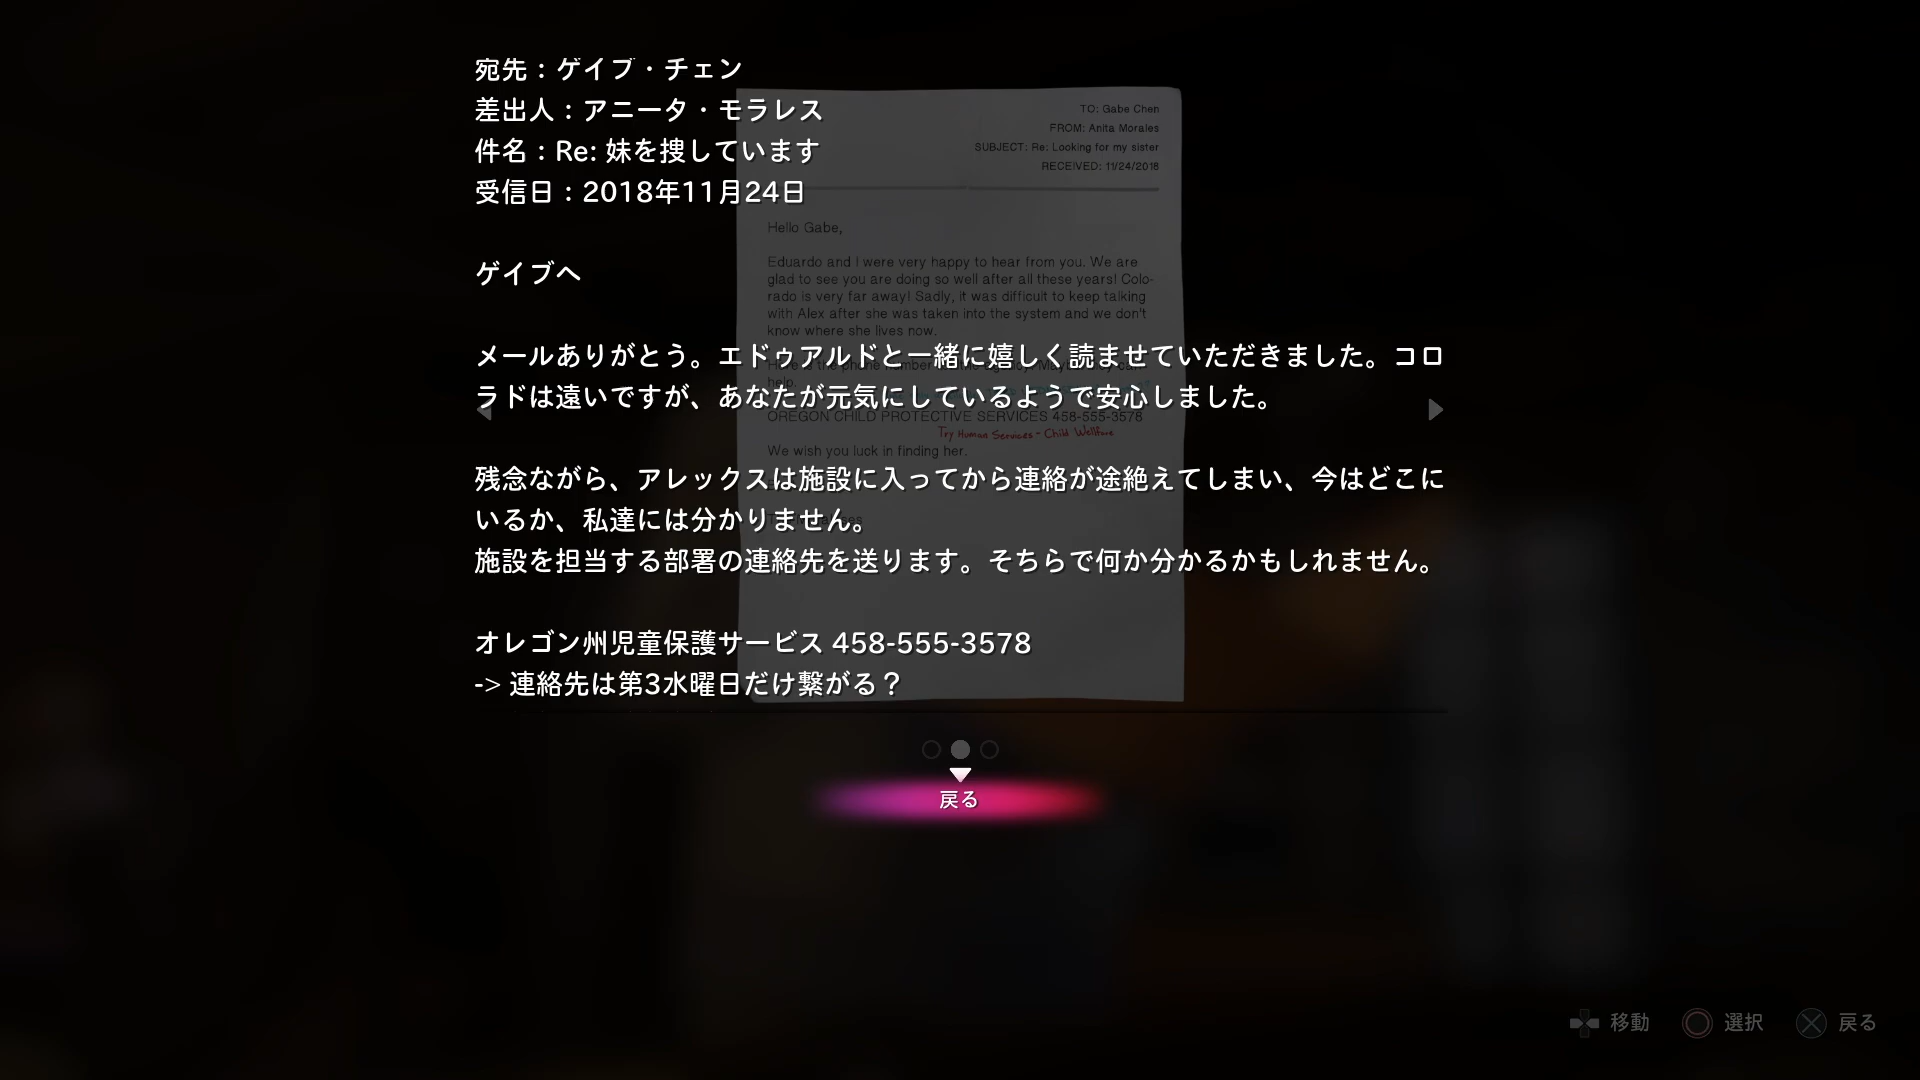 宛先：ゲイブ・チェン
差出人：アニータ・モラレス
件名：Re: 妹を捜しています
受信日：2018年11月24日
ゲイブへ
メールありがとう。エドゥアルドと一緒に嬉しく読ませていただきました。コロ
ラドは遠いですが、あなたが元気にしているようで安心しました。
残念ながら、アレックスは施設に入ってから連絡が途絶えてしまい、今はどこに
いるか、私達には分かりません。
施設を担当する部署の連絡先を送ります。そちらで何か分かるかもしれません。
オレゴン州児童保護サービス 458-555-3578
-> 連絡先は第3水曜日だけ繋がる？
TO: Gabe Chen
FROM: Anita Morales
SUBJECT: Re: Looking for my sister
RECEIVED: 11/24/2018
Hello Gabe,
Eduardo and I were very happy to hear from you. We are
glad to see you are doing so well after all these years! Colo-
rado is very far away! Sadly, it was difficult to keep talking
with Alex after she was taken into the system and we don't
know where she lives now.
help.
OREGON CHILD PROTECTIVE SERVICES 458-555-3578
Try Human Services - Child Welfare
We wish you luck in finding her.
戻る
移動 選択 戻る